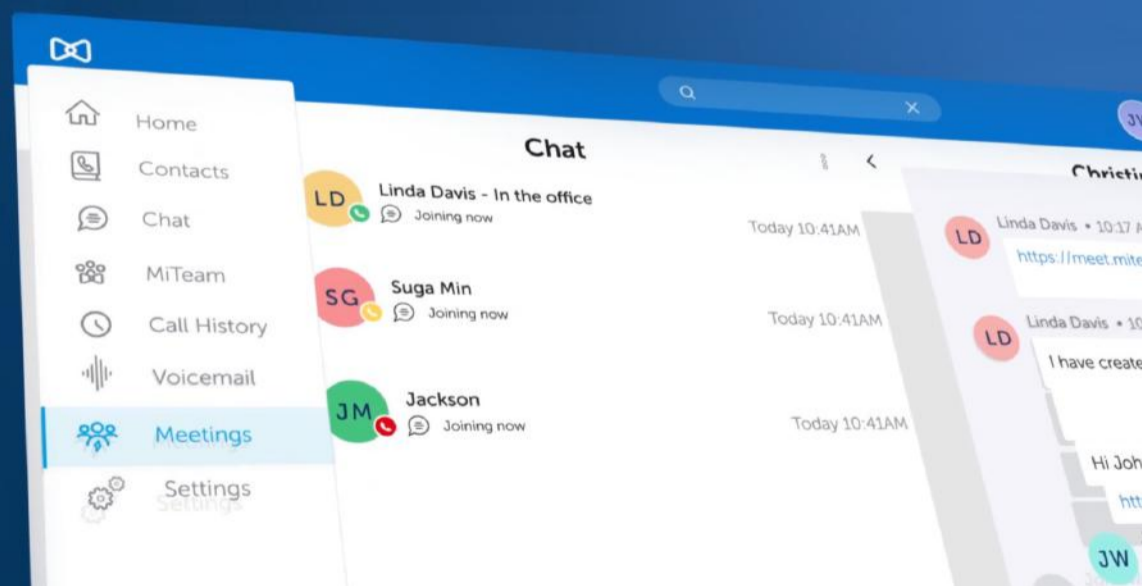 Home
Contacts
Chat
MiTeam
Call History
Voicemail
Meetings
Settings
Chat
LD
Linda Davis - In the office
Joining now
Today 10:41AM
SG
Suga Min
Joining now
Today 10:41AM
JM
Jackson
Joining now
Today 10:41AM
LD
Linda Davis • 10:17 A
https://meet.mite
LD
Linda Davis • 10
I have create
Hi Joh
htt
JW